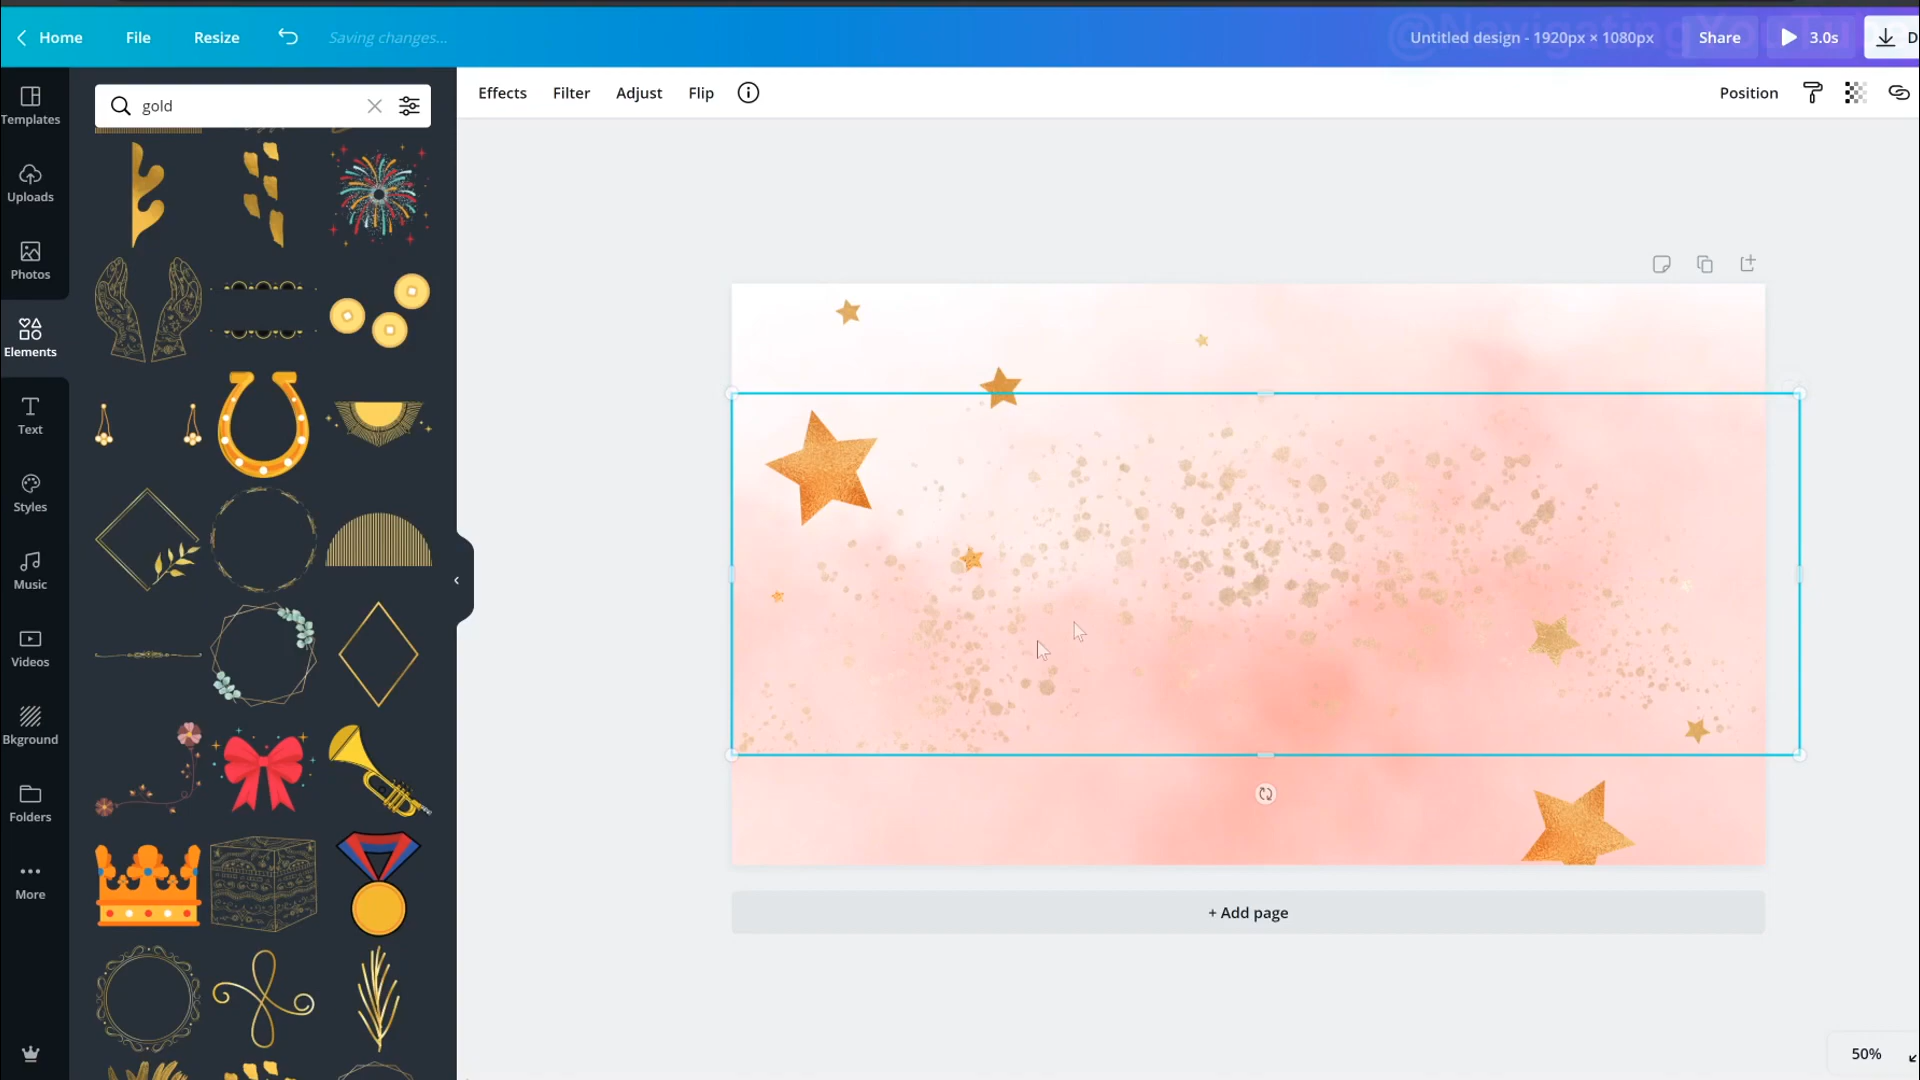 Home File Resize Saving changes... Untitled design - 1920px × 1080px Share 3.0s D
Templates
gold
Effects Filter Adjust Flip Position
Uploads
Photos
Elements
Text
Styles
Music
Videos
Bkground
Folders
More
+ Add page
50%